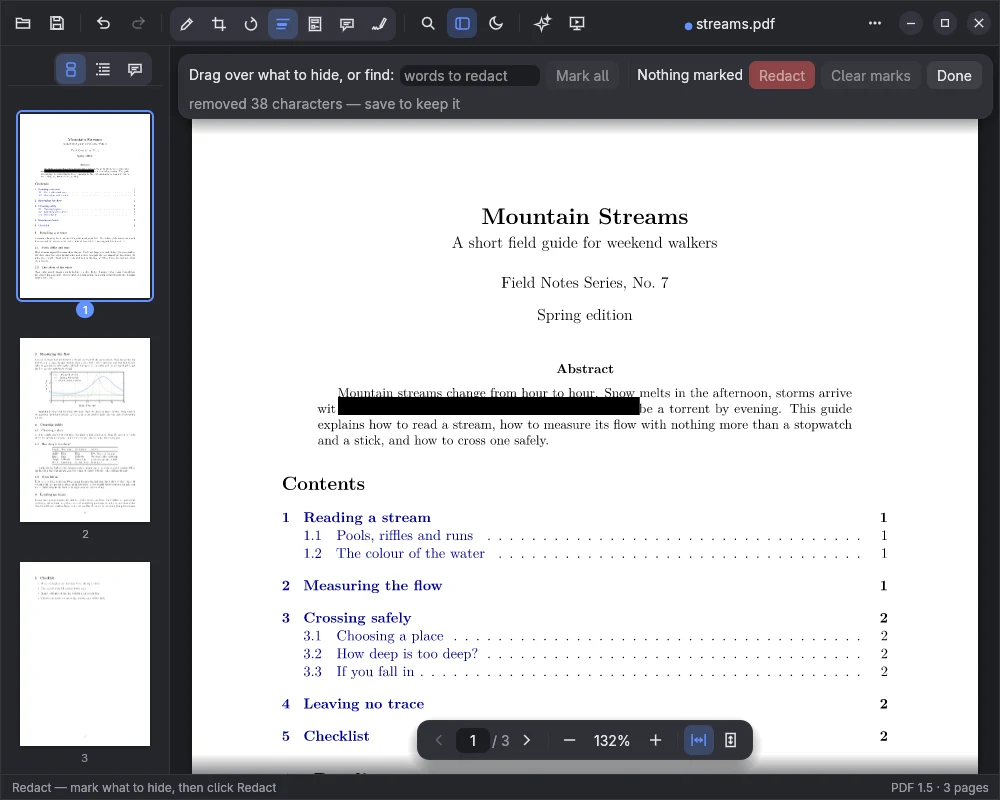 streams.pdf
Drag over what to hide, or find: words to redact Mark all Nothing marked Redact Clear marks Done
removed 38 characters — save to keep it
Mountain Streams
A short field guide for weekend walkers
Field Notes Series, No. 7
Spring edition
Abstract
Mountain streams change from hour to hour. Snow melts in the afternoon, storms arrive
wit be a torrent by evening. This guide
explains how to read a stream, how to measure its flow with nothing more than a stopwatch
and a stick, and how to cross one safely.
Contents
1 Reading a stream 1
1.1 Pools, riffles and runs . . . . . . . . . . . . . . . . . . . . . . . . . . . . . 1
1.2 The colour of the water . . . . . . . . . . . . . . . . . . . . . . . . . . . . 1
2 Measuring the flow 1
3 Crossing safely 2
3.1 Choosing a place . . . . . . . . . . . . . . . . . . . . . . . . . . . . . . . . 2
3.2 How deep is too deep? . . . . . . . . . . . . . . . . . . . . . . . . . . . . . 2
3.3 If you fall in . . . . . . . . . . . . . . . . . . . . . . . . . . . . . . . . . . . 2
4 Leaving no trace 2
5 Checklist 2
1
2
3
1 / 3 132%
Redact — mark what to hide, then click Redact PDF 1.5 · 3 pages